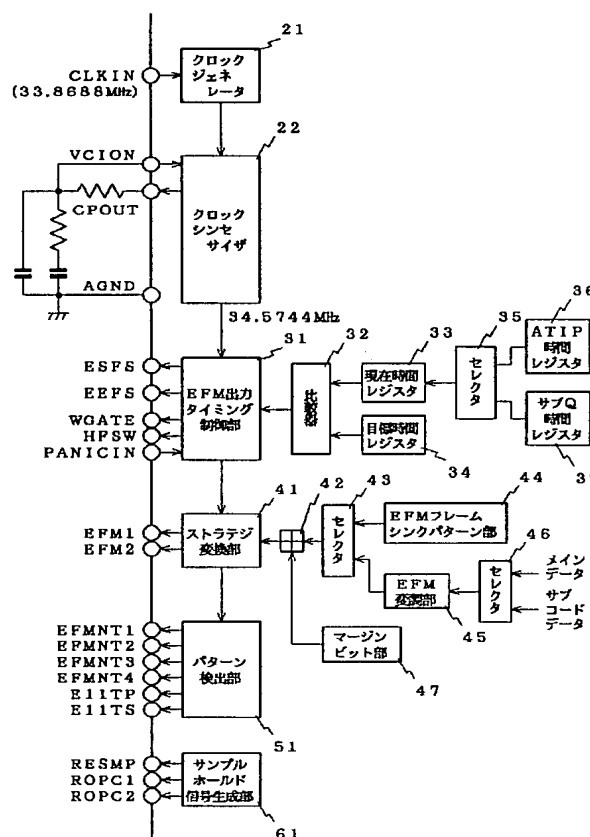 21
CLKIN
(33.8688MHz)
クロック
ジェネ
レータ
22
VCION
CPOUT
クロック
シンセ
サイザ
AGND
34.5744MHz
31
32
33
35
36
ATIP
時間
レジスタ
ESFS
EEFS
WGATE
HFSW
PANICIN
EFM出力
タイミング
制御部
比較器
現在時間
レジスタ
目標時間
レジスタ
34
セレクタ
サブQ
時間
レジスタ
41
42
43
44
EFM1
EFM2
ストラテジ
変換部
セレクタ
EFMフレーム
シンクパターン部
46
EFM
変調部
45
セレクタ
メイン
データ
サブ
コード
データ
マージン
ビット部
47
EFMNT1
EFMNT2
EFMNT3
EFMNT4
E11TP
E11TS
パターン
検出部
51
RESMP
ROPC1
ROPC2
サンプル
ホールド
信号生成部
61